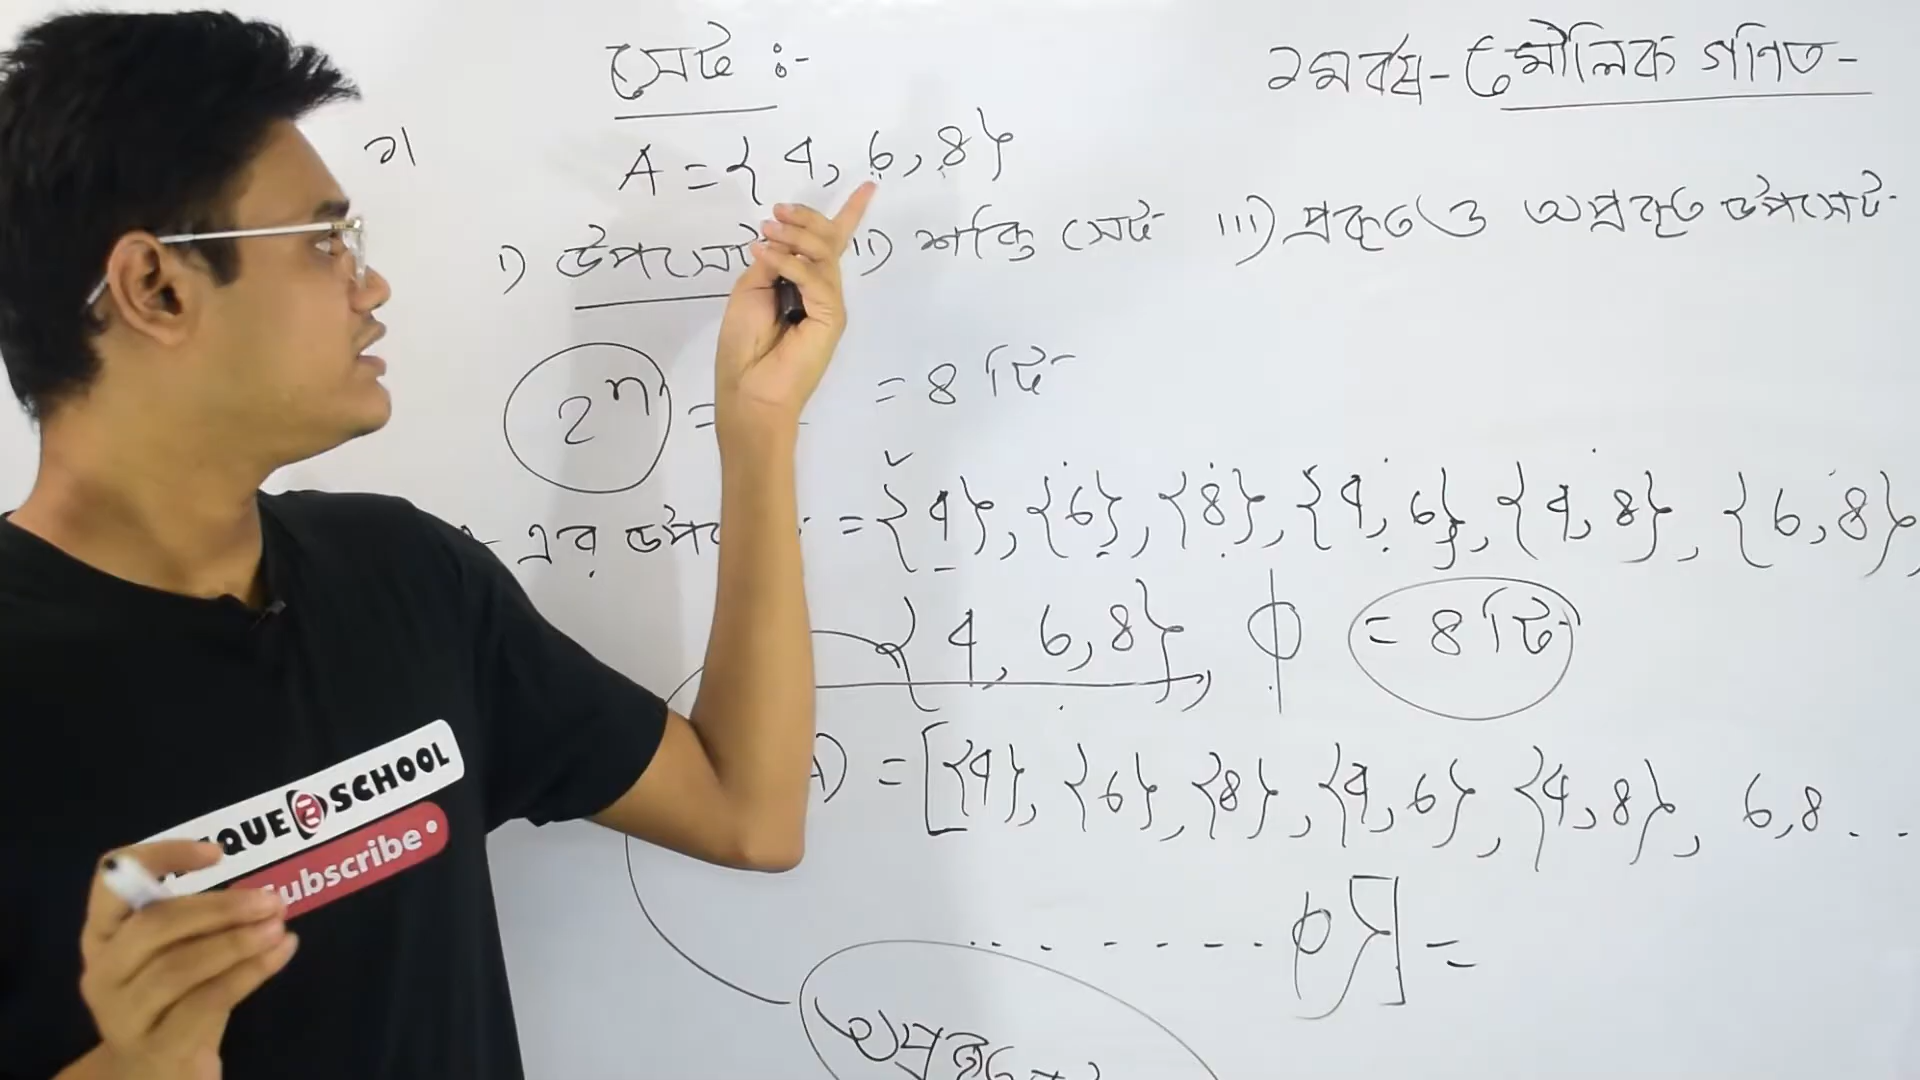 সেট :-
১ম বর্ষ - মৌলিক গণিত -
২।
A = { 4, 6, 8}
i) উপসেট ii) শক্তি সেট iii) প্রকৃত ও অপ্রকৃত উপসেট -
2ⁿ = = 8 টি
এর = {4}, {6}, {8}, {4, 6}, {4, 8}, {6, 8},
{4, 6, 8}, ф = 8 টি
A) = [{4}, {6}, {8}, {4, 6}, {4, 8}, 6,8 ...
........ ф}] =
QUE SCHOOL
Subscribe